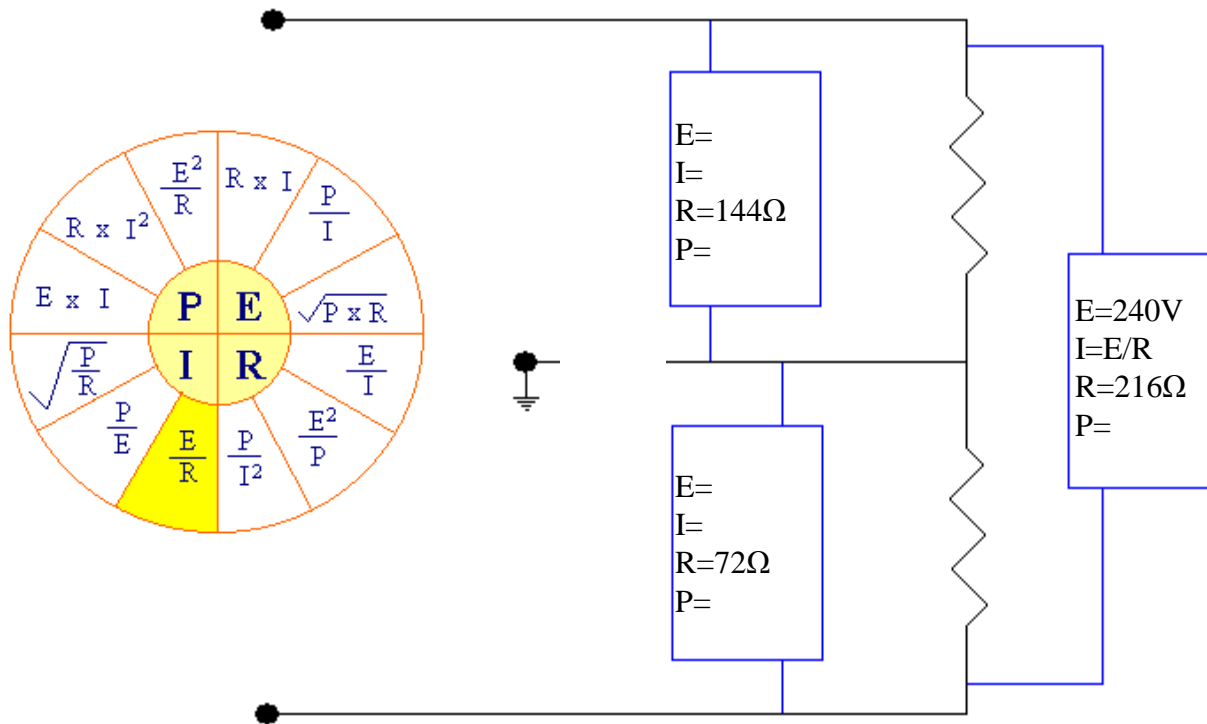 E²/R
R x I
P/I
R x I²
E x I
√P x R
P E
I R
√P/R
E/I
P/E
E/R
P/I²
E²/P
E=
I=
R=144Ω
P=
E=
I=
R=72Ω
P=
E=240V
I=E/R
R=216Ω
P=